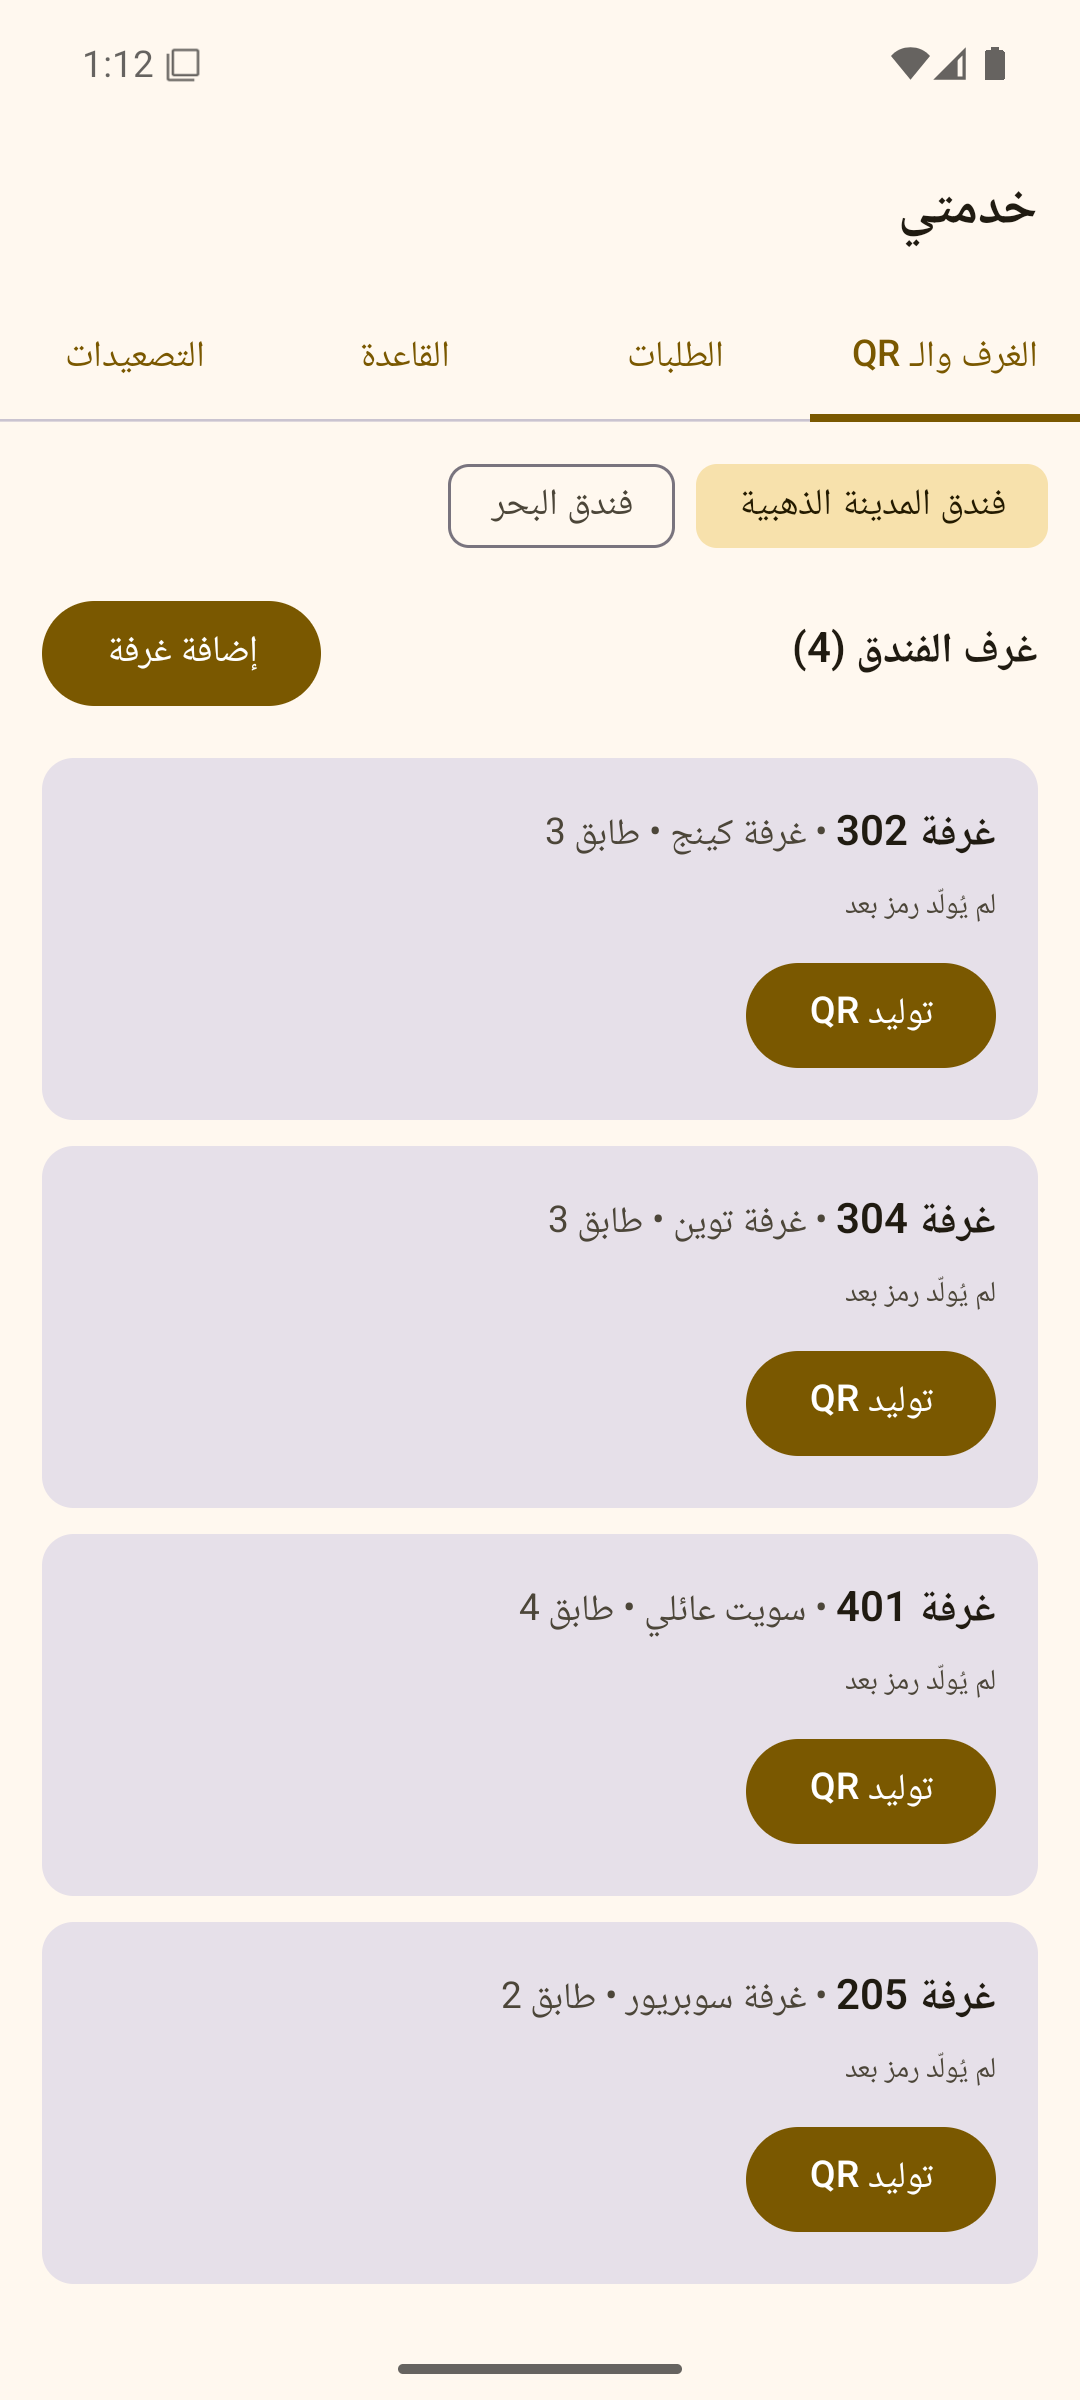 1:12
خدمتي
الغرف والـ QR
الطلبات
القاعدة
التصعيدات
فندق المدينة الذهبية
فندق البحر
غرف الفندق (4)
إضافة غرفة
غرفة 302 • غرفة كينج • طابق 3
لم يُولّد رمز بعد
توليد QR
غرفة 304 • غرفة توين • طابق 3
لم يُولّد رمز بعد
توليد QR
غرفة 401 • سويت عائلي • طابق 4
لم يُولّد رمز بعد
توليد QR
غرفة 205 • غرفة سوبريور • طابق 2
لم يُولّد رمز بعد
توليد QR